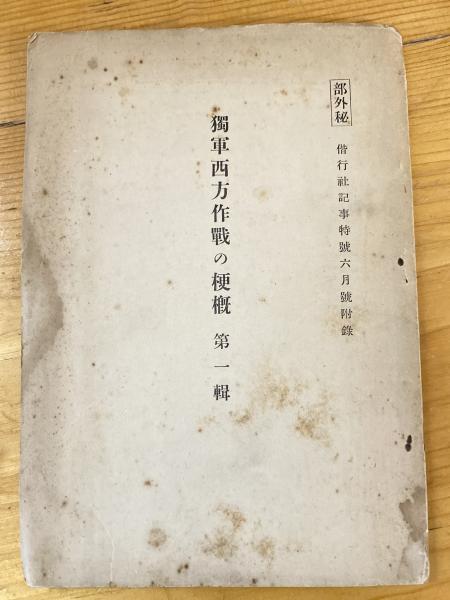 部外秘
偕行社記事特號六月號附錄
獨軍西方作戰の梗概 第一輯